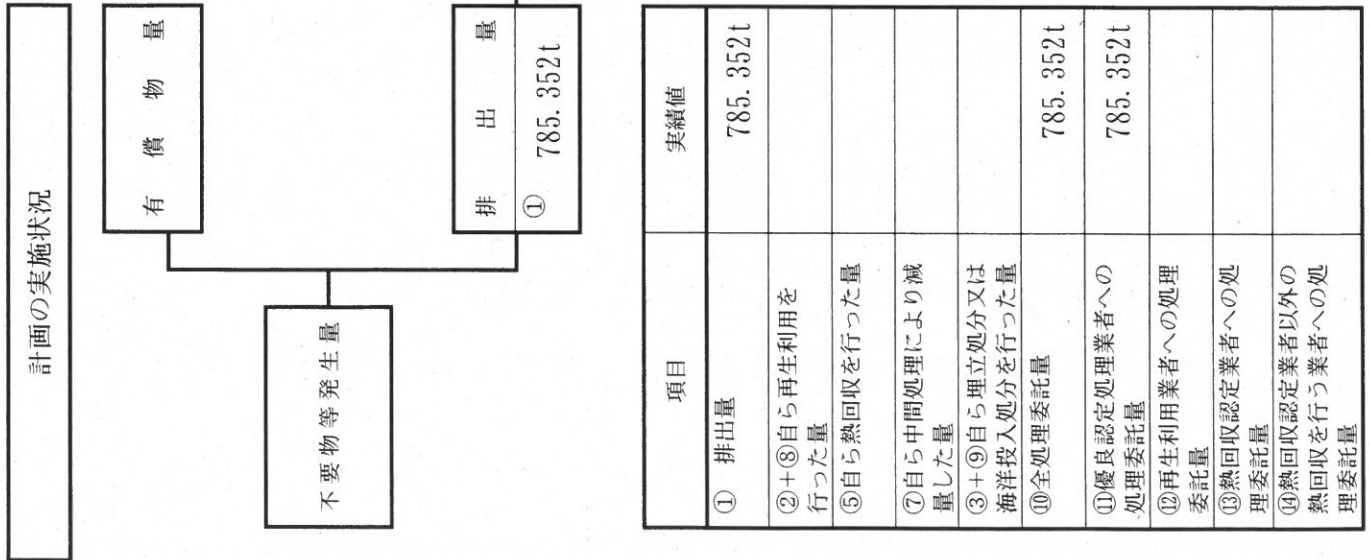 計画の実施状況
有償物量
不要物等発生量
排出量
① 785.352t
項目 実績値
① 排出量 785.352t
②+⑧自ら再生利用を
行った量
⑤自ら熱回収を行った量
⑦自ら中間処理により減
量した量
③+⑨自ら埋立処分又は
海洋投入処分を行った量
⑩全処理委託量 785.352t
⑪優良認定処理業者への
処理委託量 785.352t
⑫再生利用業者への処理
委託量
⑬熱回収認定業者への処
理委託量
⑭熱回収認定業者以外の
熱回収を行う業者への処
理委託量